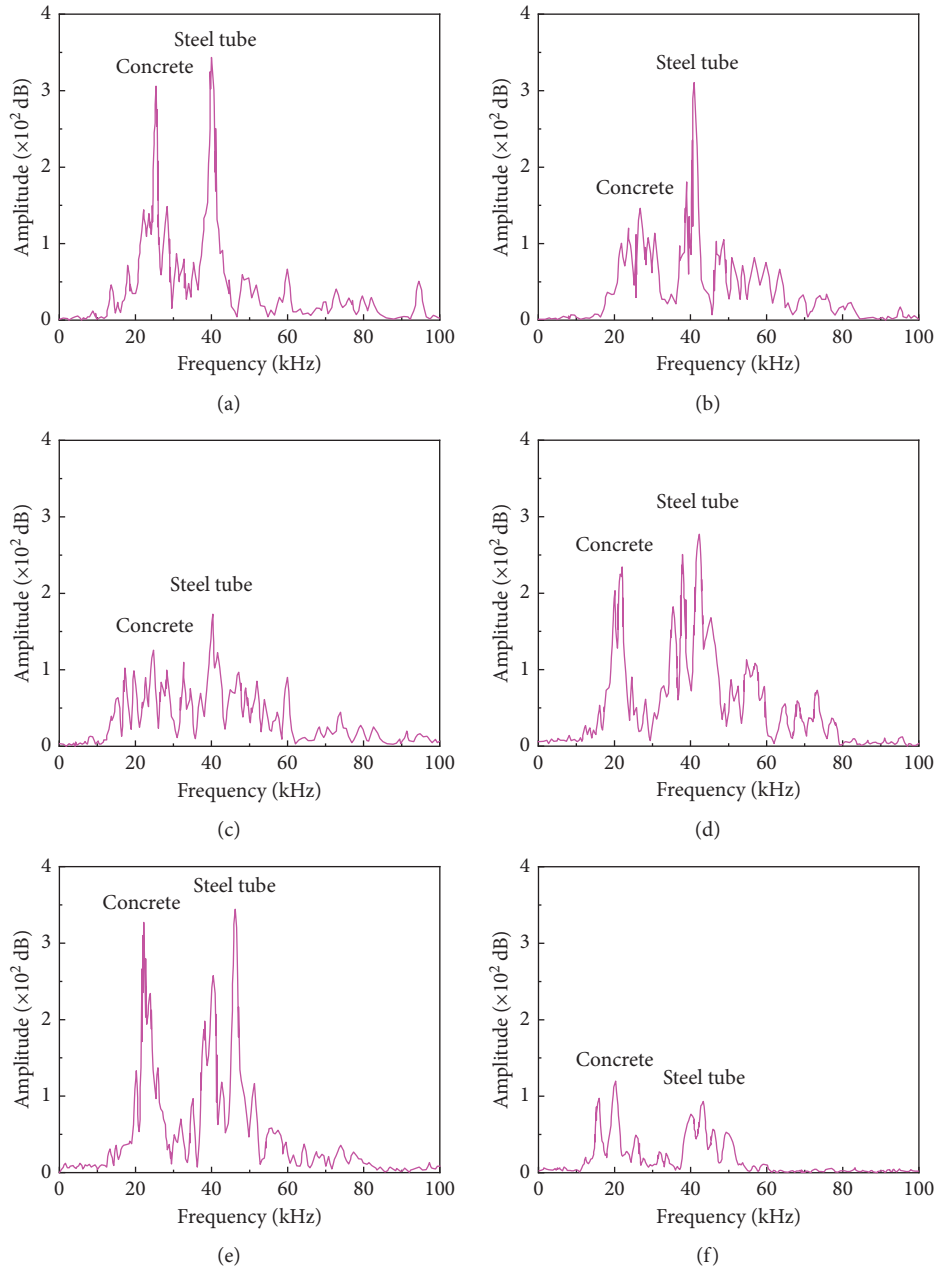 4
3
2
1
0
0 20 40 60 80 100
Amplitude (×10² dB)
Frequency (kHz)
Concrete
Steel tube
(a)
4
3
2
1
0
0 20 40 60 80 100
Amplitude (×10² dB)
Frequency (kHz)
Concrete
Steel tube
(b)
4
3
2
1
0
0 20 40 60 80 100
Amplitude (×10² dB)
Frequency (kHz)
Concrete
Steel tube
(c)
4
3
2
1
0
0 20 40 60 80 100
Amplitude (×10² dB)
Frequency (kHz)
Concrete
Steel tube
(d)
4
3
2
1
0
0 20 40 60 80 100
Amplitude (×10² dB)
Frequency (kHz)
Concrete
Steel tube
(e)
4
3
2
1
0
0 20 40 60 80 100
Amplitude (×10² dB)
Frequency (kHz)
Concrete
Steel tube
(f)